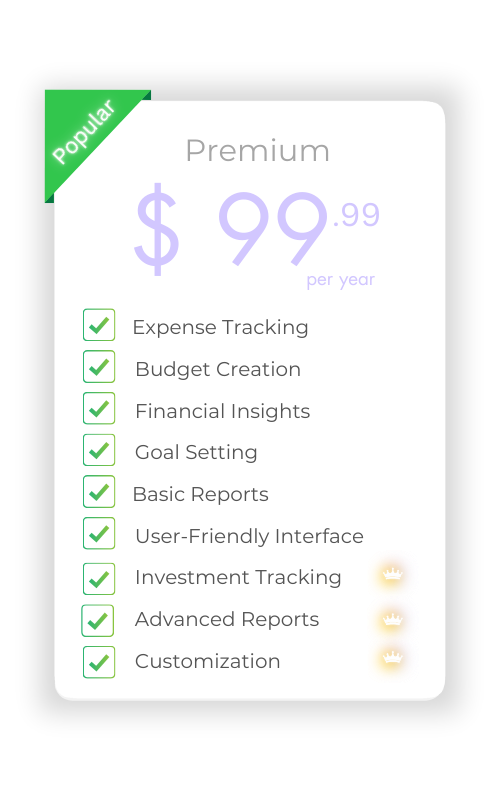 Popular
Premium
$ 99.99
per year
Expense Tracking
Budget Creation
Financial Insights
Goal Setting
Basic Reports
User-Friendly Interface
Investment Tracking
Advanced Reports
Customization